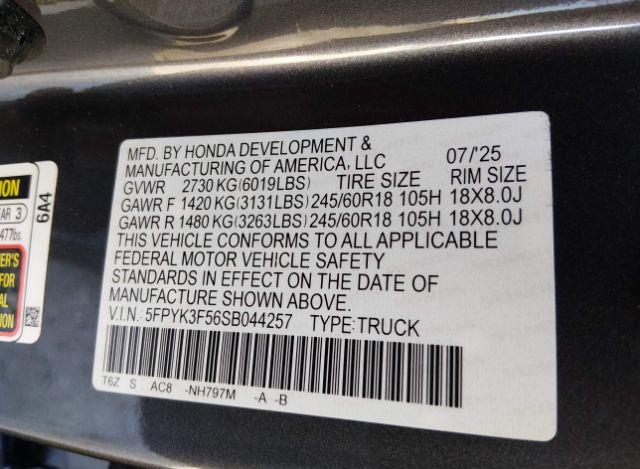 MFD. BY HONDA DEVELOPMENT &
MANUFACTURING OF AMERICA, LLC 07/'25
GVWR 2730 KG(6019LBS) TIRE SIZE RIM SIZE
GAWR F 1420 KG(3131LBS) 245/60R18 105H 18X8.0J
GAWR R 1480 KG(3263LBS) 245/60R18 105H 18X8.0J
THIS VEHICLE CONFORMS TO ALL APPLICABLE
FEDERAL MOTOR VEHICLE SAFETY
STANDARDS IN EFFECT ON THE DATE OF
MANUFACTURE SHOWN ABOVE.
V.I.N.: 5FPYK3F56SB044257 TYPE:TRUCK
T6Z S AC8 -NH797M -A -B
6A4
3
477lbs.
FOR